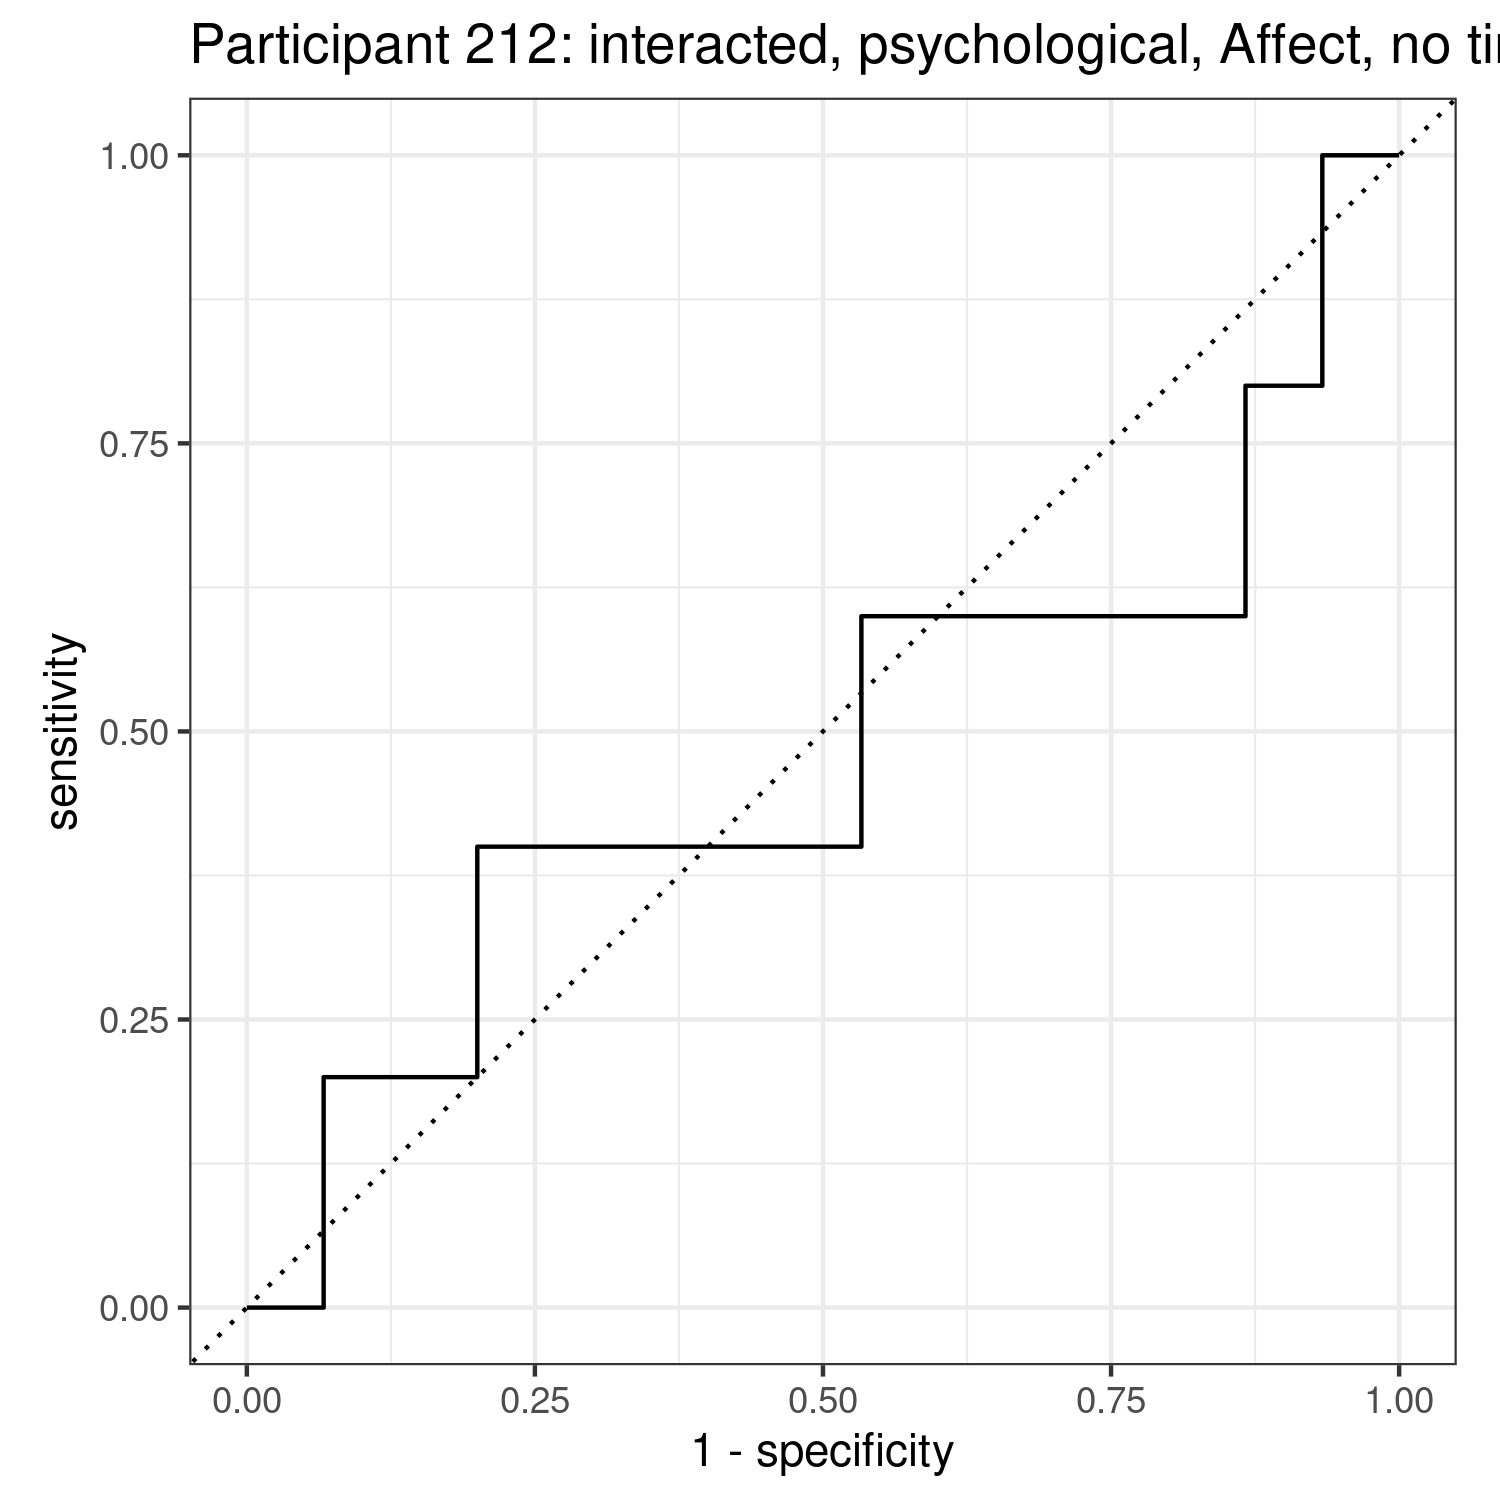 Participant 212: interacted, psychological, Affect, no
1.00
0.75
0.50
0.25
0.00
sensitivity
0.00 0.25 0.50 0.75 1.00
1 - specificity